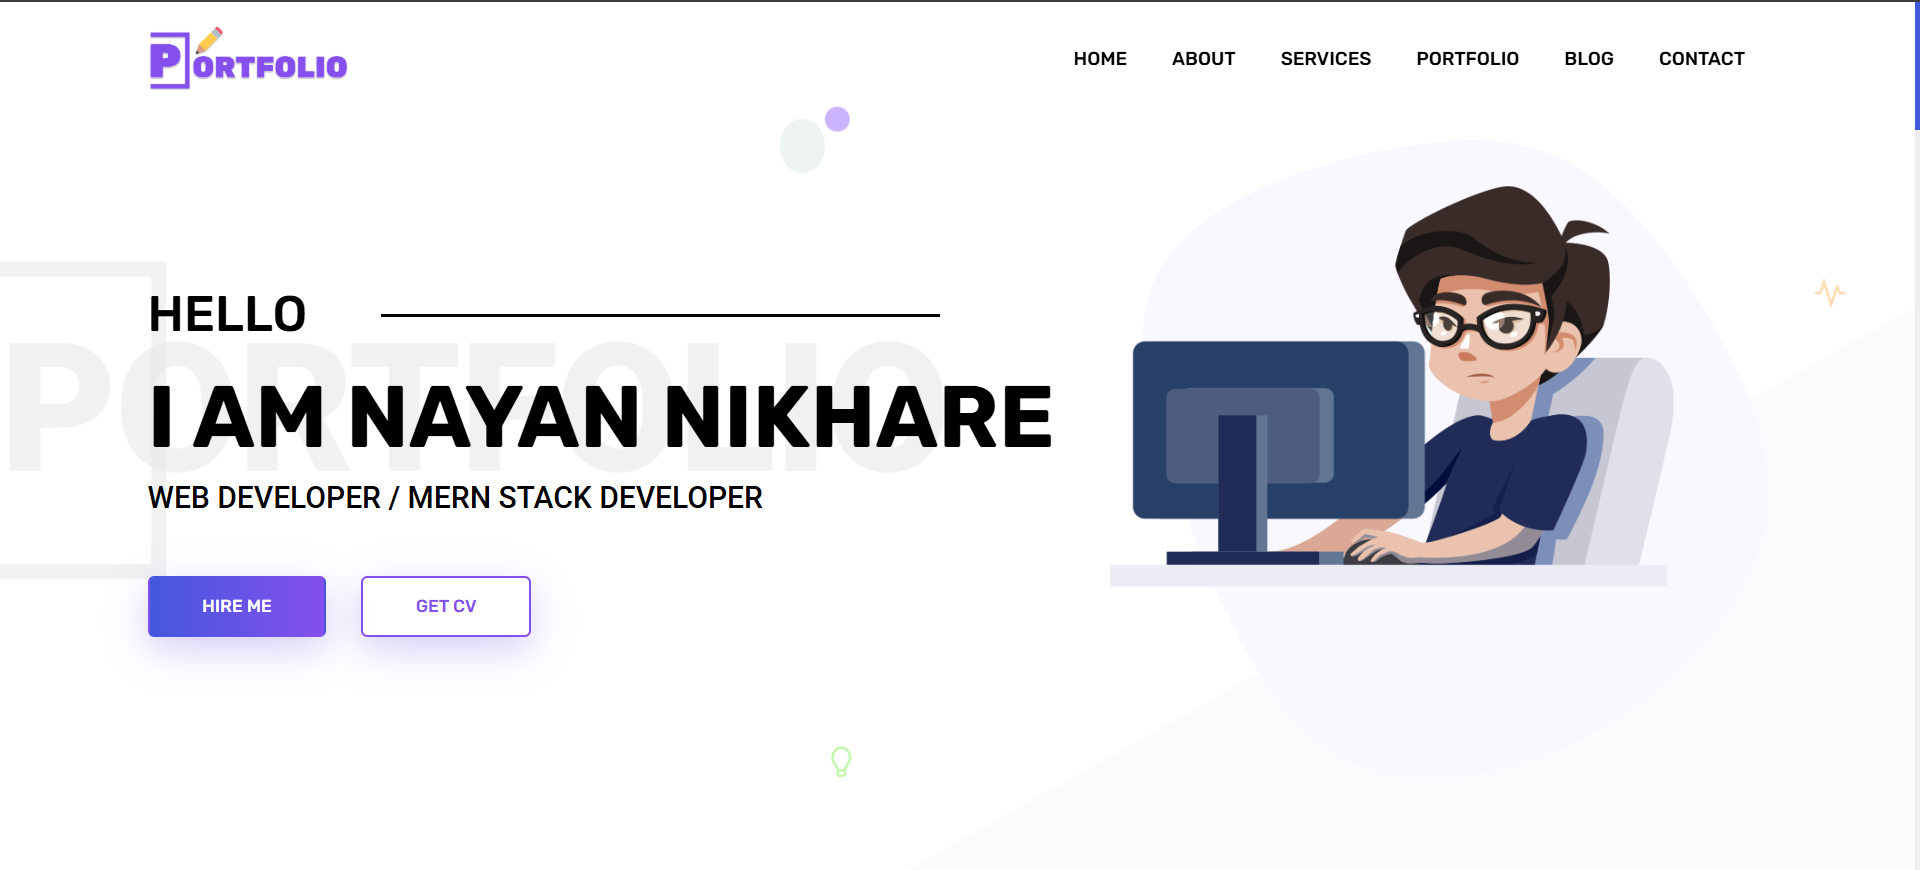 PORTFOLIO
HOME ABOUT SERVICES PORTFOLIO BLOG CONTACT
HELLO
PORTFOLIO
I AM NAYAN NIKHARE
WEB DEVELOPER / MERN STACK DEVELOPER
HIRE ME GET CV